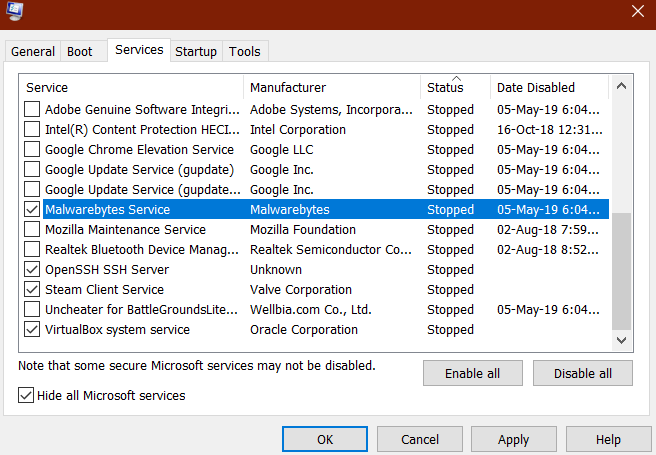 General Boot Services Startup Tools
Service Manufacturer Status Date Disabled
Adobe Genuine Software Integri... Adobe Systems, Incorpora... Stopped 05-May-19 6:04...
Intel(R) Content Protection HECI... Intel Corporation Stopped 16-Oct-18 12:31...
Google Chrome Elevation Service Google LLC Stopped 05-May-19 6:04...
Google Update Service (gupdate) Google Inc. Stopped 05-May-19 6:04...
Google Update Service (gupdate... Google Inc. Stopped 05-May-19 6:04...
Malwarebytes Service Malwarebytes Stopped 05-May-19 6:04...
Mozilla Maintenance Service Mozilla Foundation Stopped 02-Aug-18 7:59...
Realtek Bluetooth Device Manag... Realtek Semiconductor Co... Stopped 02-Aug-18 8:52...
OpenSSH SSH Server Unknown Stopped
Steam Client Service Valve Corporation Stopped
Uncheater for BattleGroundsLite... Wellbia.com Co., Ltd. Stopped 05-May-19 6:04...
VirtualBox system service Oracle Corporation Stopped
Note that some secure Microsoft services may not be disabled.
Enable all Disable all
Hide all Microsoft services
OK Cancel Apply Help